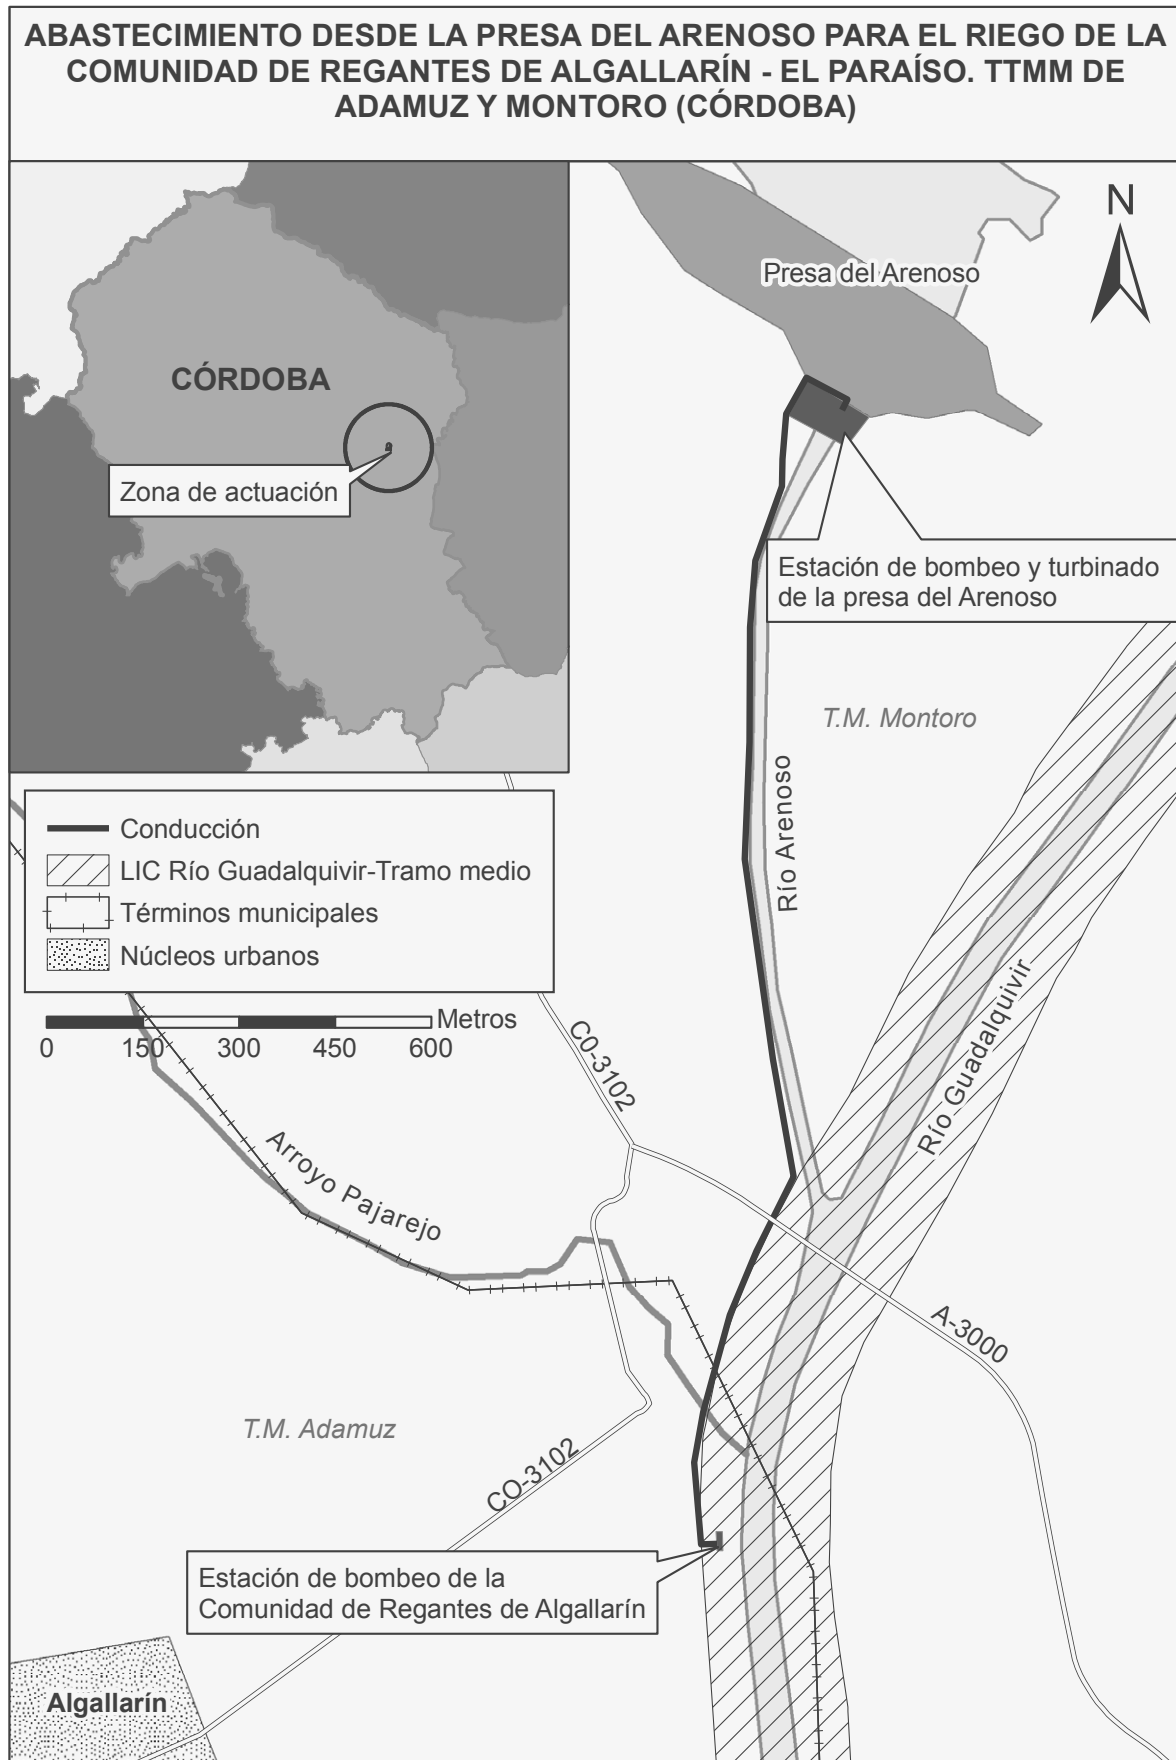 ABASTECIMIENTO DESDE LA PRESA DEL ARENOSO PARA EL RIEGO DE LA
COMUNIDAD DE REGANTES DE ALGALLARÍN - EL PARAÍSO. TTMM DE
ADAMUZ Y MONTORO (CÓRDOBA)
N
Presa del Arenoso
CÓRDOBA
Zona de actuación
Estación de bombeo y turbinado
de la presa del Arenoso
T.M. Montoro
Río Arenoso
Conducción
LIC Río Guadalquivir-Tramo medio
Términos municipales
Núcleos urbanos
Metros
0 150 300 450 600
C0-3102
Río Guadalquivir
Arroyo Pajarejo
A-3000
T.M. Adamuz
CO-3102
Estación de bombeo de la
Comunidad de Regantes de Algallarín
Algallarín